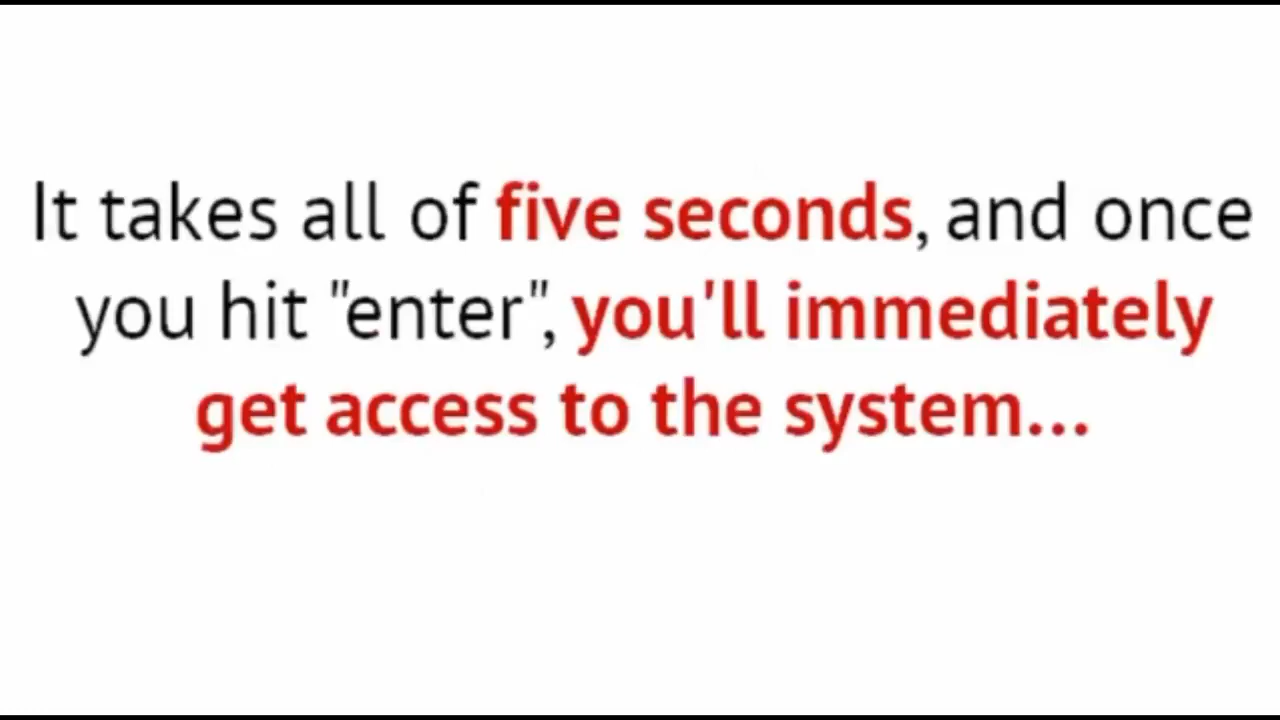 It takes all of five seconds, and once
you hit "enter", you'll immediately
get access to the system...